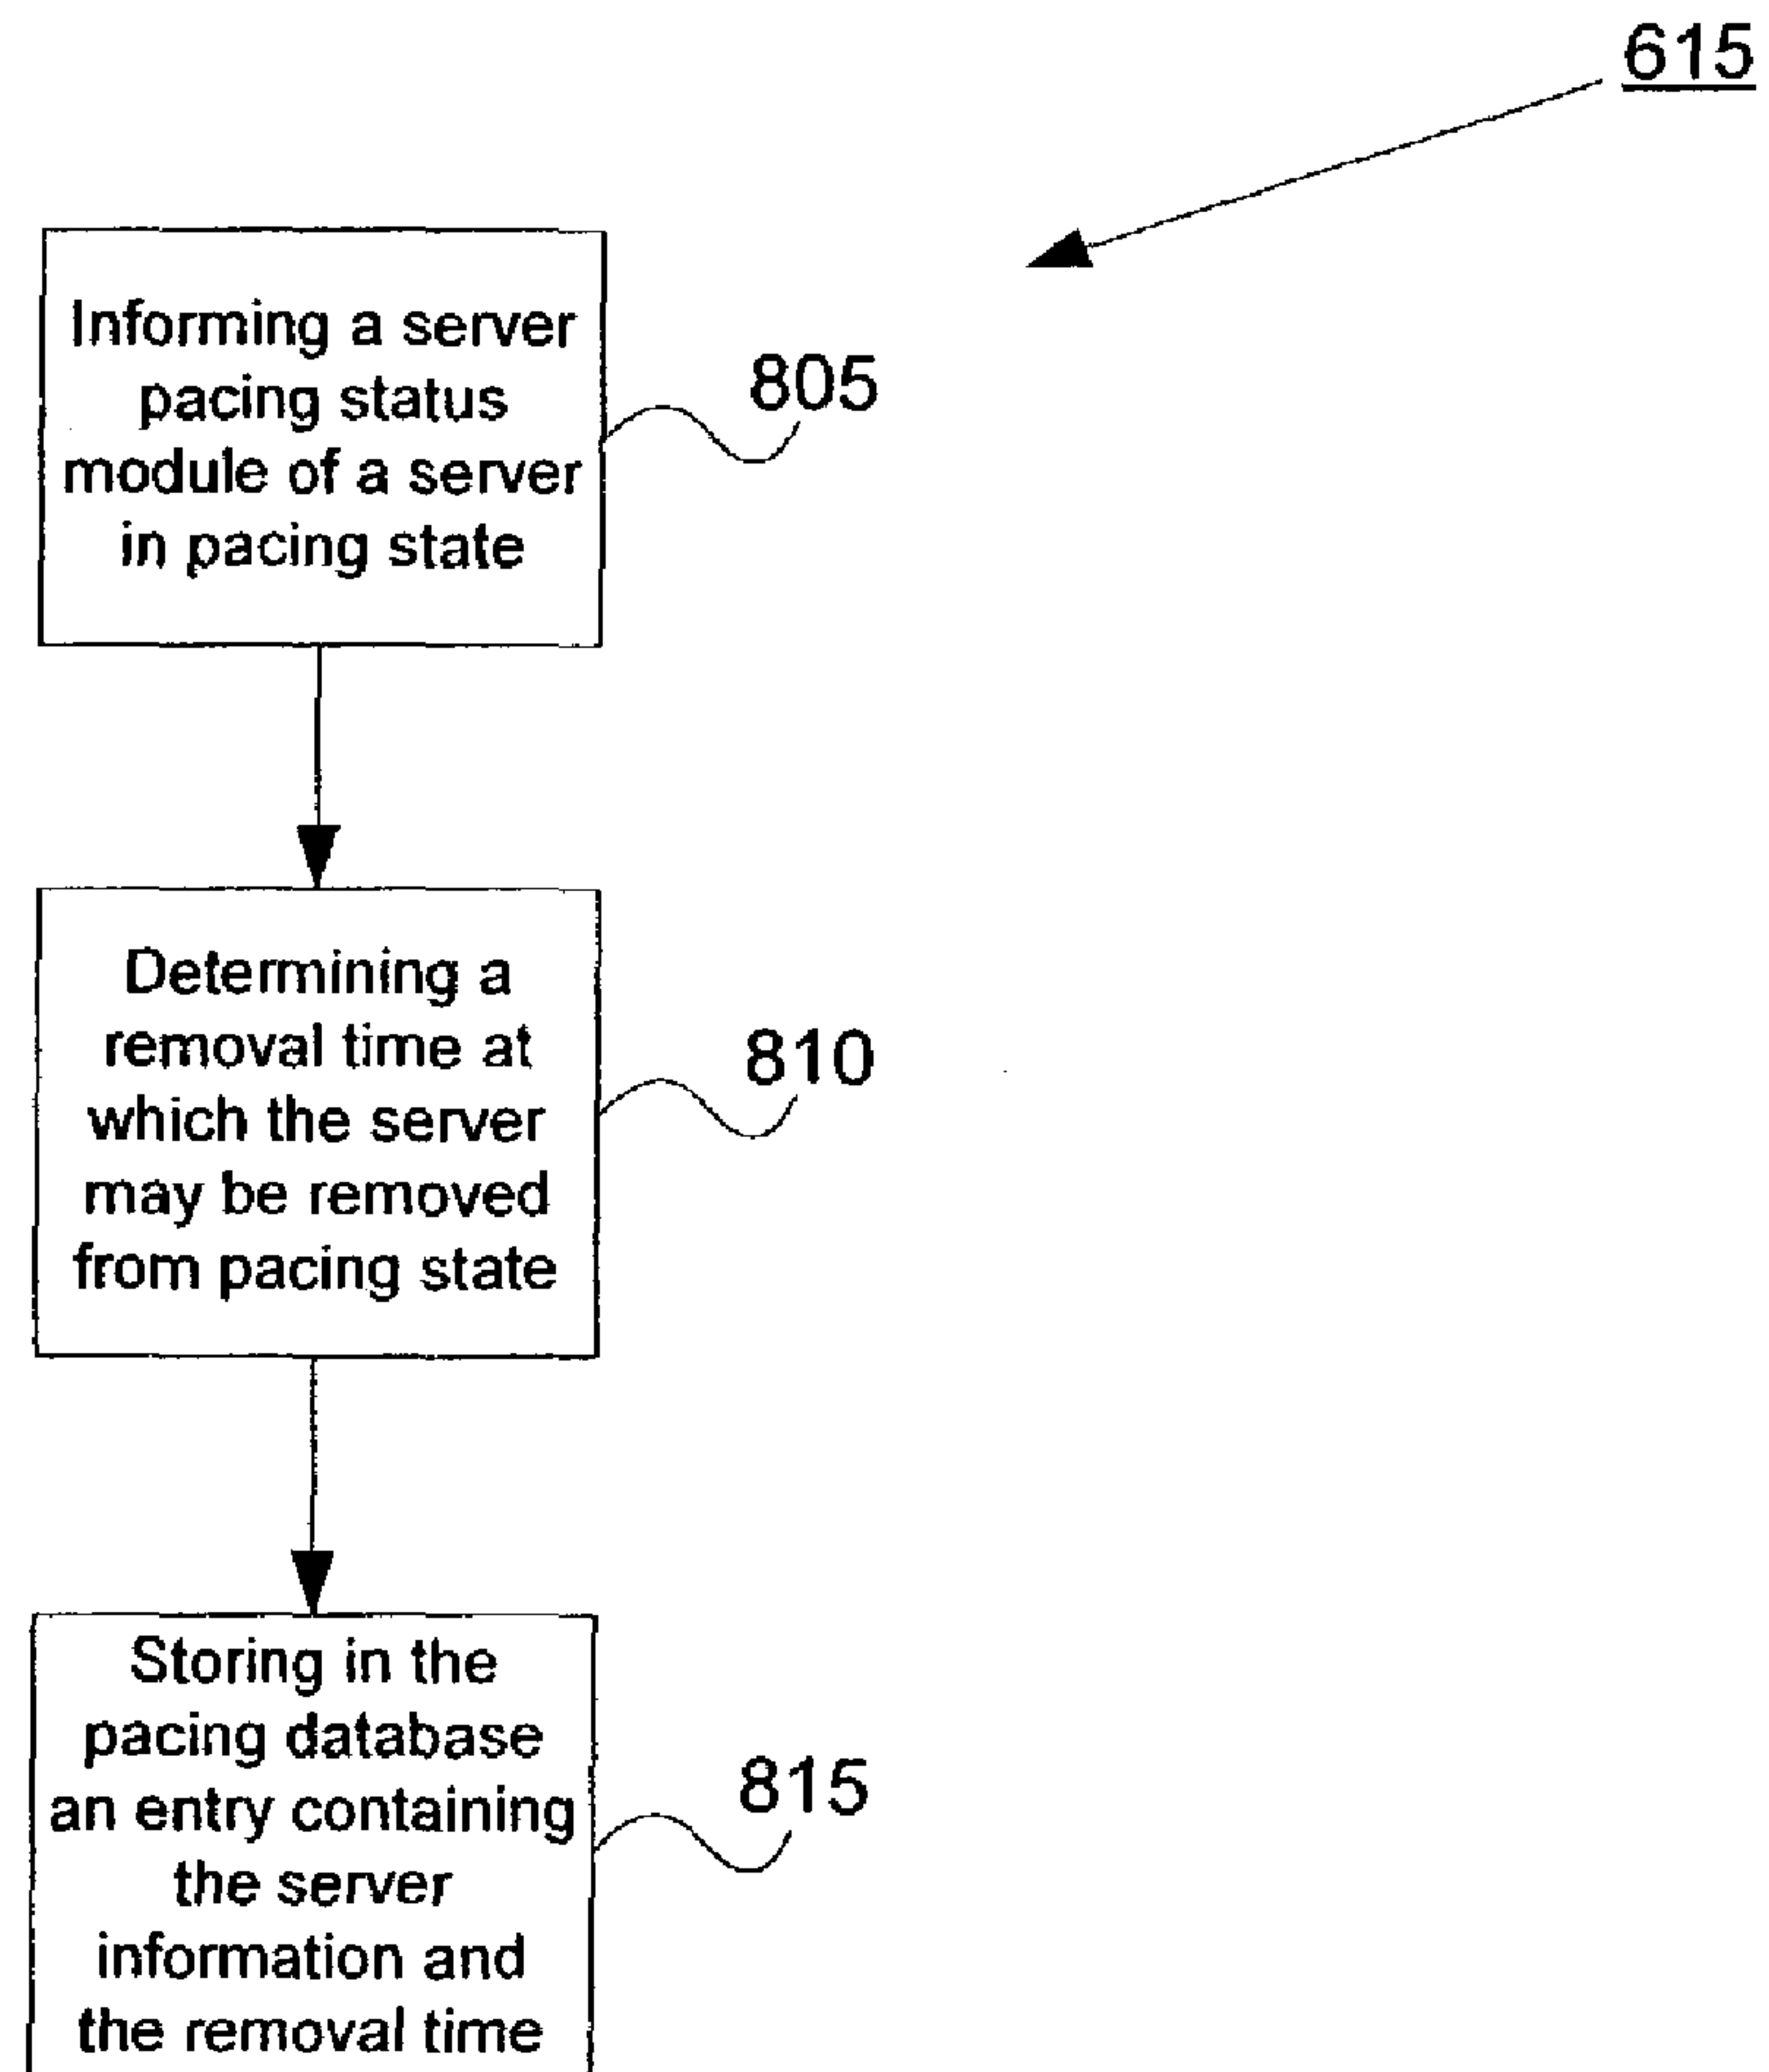 615
Informing a server
pacing status
module of a server
in pacing state
805
Determining a
removal time at
which the server
may be removed
from pacing state
810
Storing in the
pacing database
an entry containing
the server
information and
the removal time
815